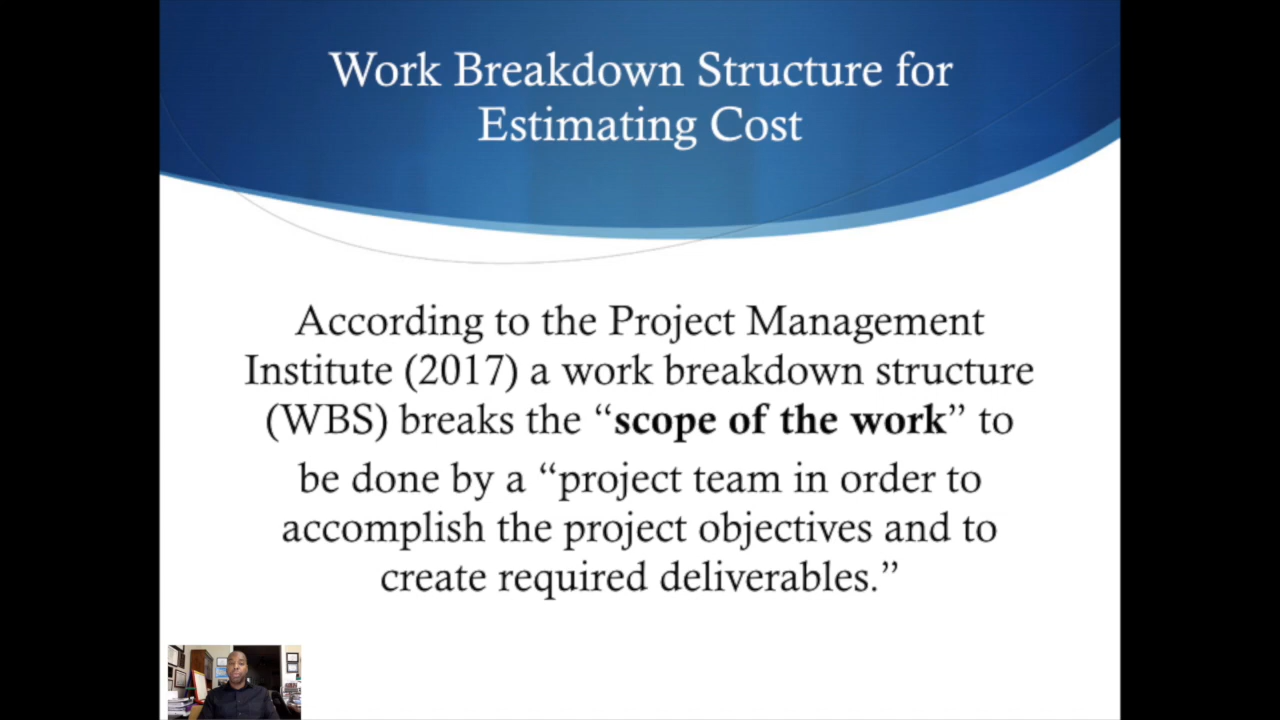 Work Breakdown Structure for
Estimating Cost
According to the Project Management
Institute (2017) a work breakdown structure
(WBS) breaks the “scope of the work” to
be done by a “project team in order to
accomplish the project objectives and to
create required deliverables.”